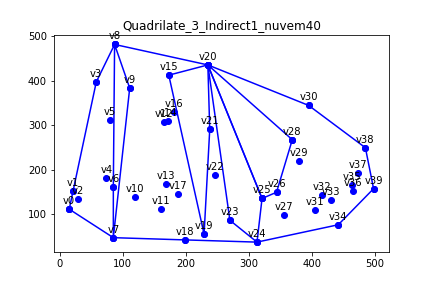 Quadrilate_3_Indirect1_nuvem40
500
400
300
200
100
0
100
200
300
400
500
v0
v1
v2
v3
v4
v5
v6
v7
v8
v9
v10
v11
v13
v15
v16
v17
v18
v19
v20
v21
v22
v23
v24
v25
v26
v27
v28
v29
v30
v31
v32
v33
v34
v37
v38
v39